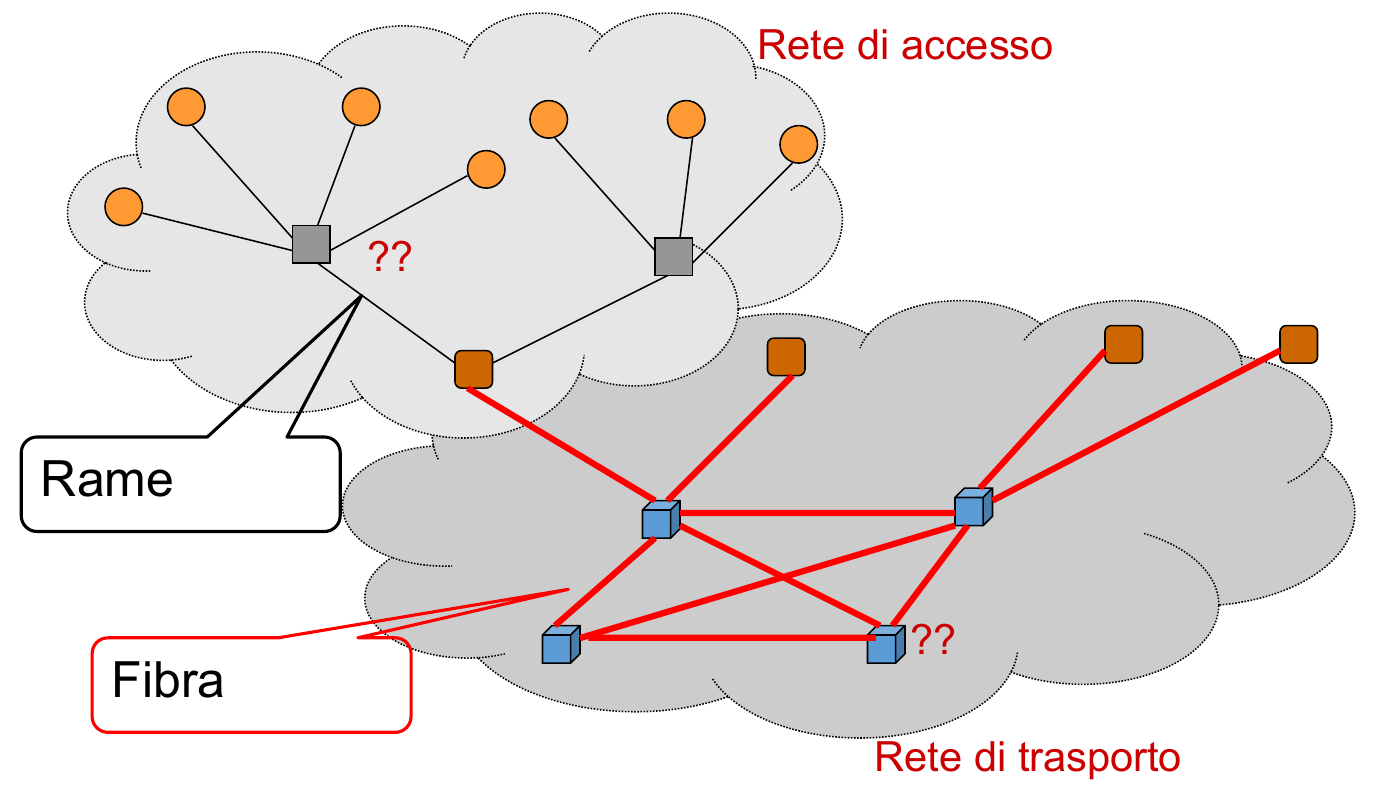 Rete di accesso
??
Rame
Fibra
??
Rete di trasporto